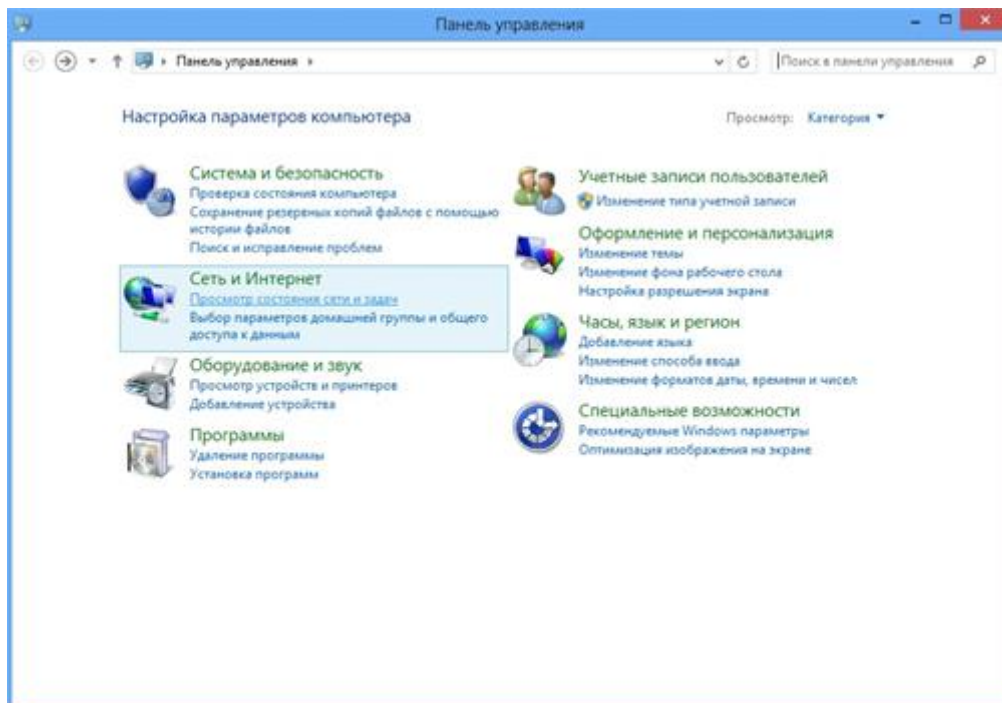 Панель управления
Панель управления
Поиск в панели управления
Настройка параметров компьютера
Просмотр: Категория
Система и безопасность
Проверка состояния компьютера
Сохранение резервных копий файлов с помощью
истории файлов
Поиск и исправление проблем
Сеть и Интернет
Просмотр состояния сети и задач
Выбор параметров домашней группы и общего
доступа к данным
Оборудование и звук
Просмотр устройств и принтеров
Добавление устройства
Программы
Удаление программы
Установка программ
Учетные записи пользователей
Изменение типа учетной записи
Оформление и персонализация
Изменение темы
Изменение фона рабочего стола
Настройка разрешения экрана
Часы, язык и регион
Добавление языка
Изменение способа ввода
Изменение форматов даты, времени и чисел
Специальные возможности
Рекомендуемые Windows параметры
Оптимизация изображения на экране